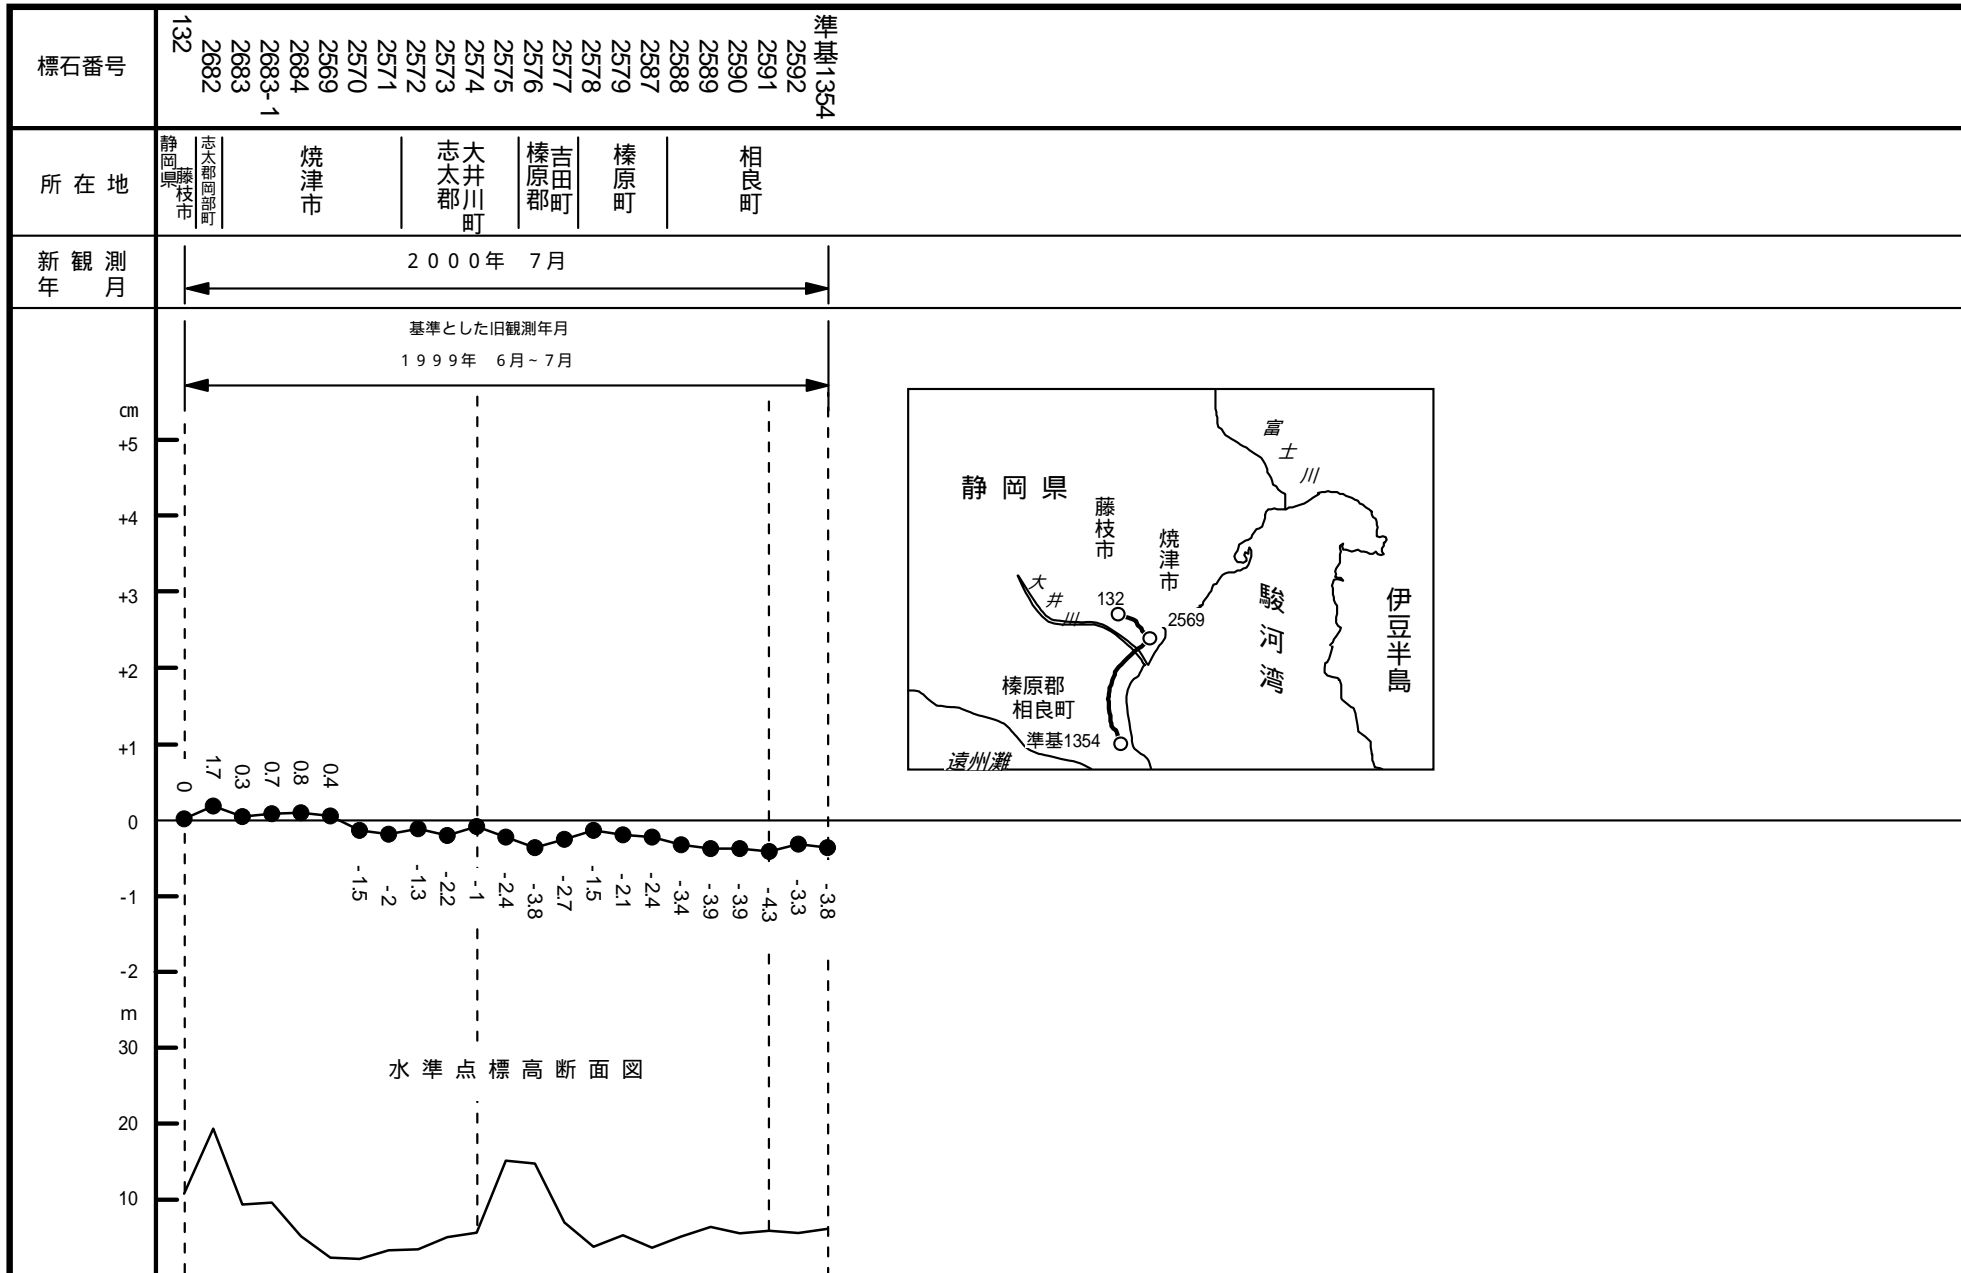 標石番号
132
2682
2683
2683-1
2684
2569
2570
2571
2572
2573
2574
2575
2576
2577
2578
2579
2587
2588
2589
2590
2591
2592
準基1354
所 在 地
静岡県
藤枝市
志太郡岡部町
焼津市
志太郡
大井川町
榛原郡
吉田町
榛原町
相良町
新 観 測
年 月
2000年 7月
基準とした旧観測年月
1999年 6月~7月
cm
+5
+4
+3
+2
+1
0
-1
-2
0
1.7
0.3
0.7
0.8
0.4
-1.5
-2
-1.3
-2.2
-1
-2.4
-3.8
-2.7
-1.5
-2.1
-2.4
-3.4
-3.9
-3.9
-4.3
-3.3
-3.8
m
30
20
10
水準点標高断面図
富士川
静岡県
藤枝市
焼津市
大井川
132
2569
駿河湾
伊豆半島
榛原郡
相良町
準基1354
遠州灘